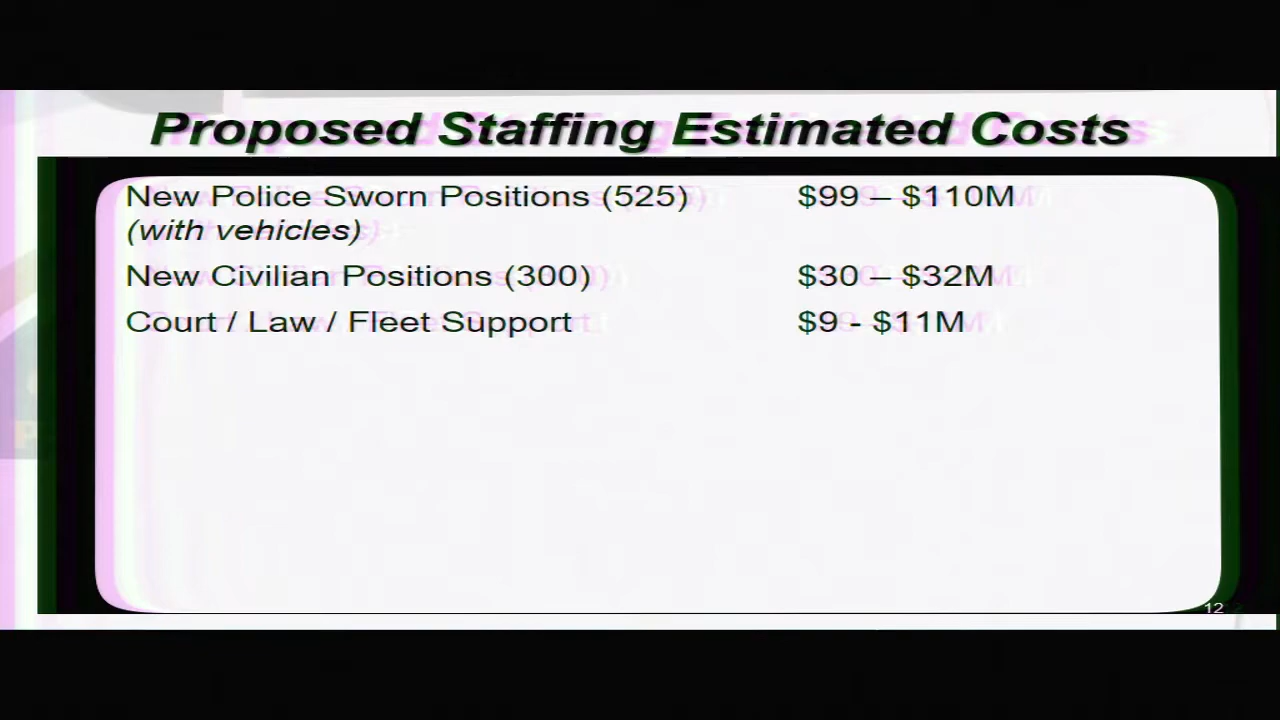 Proposed Staffing Estimated Costs
New Police Sworn Positions (525) $99 – $110M
(with vehicles)
New Civilian Positions (300) $30 – $32M
Court / Law / Fleet Support $9 - $11M
12